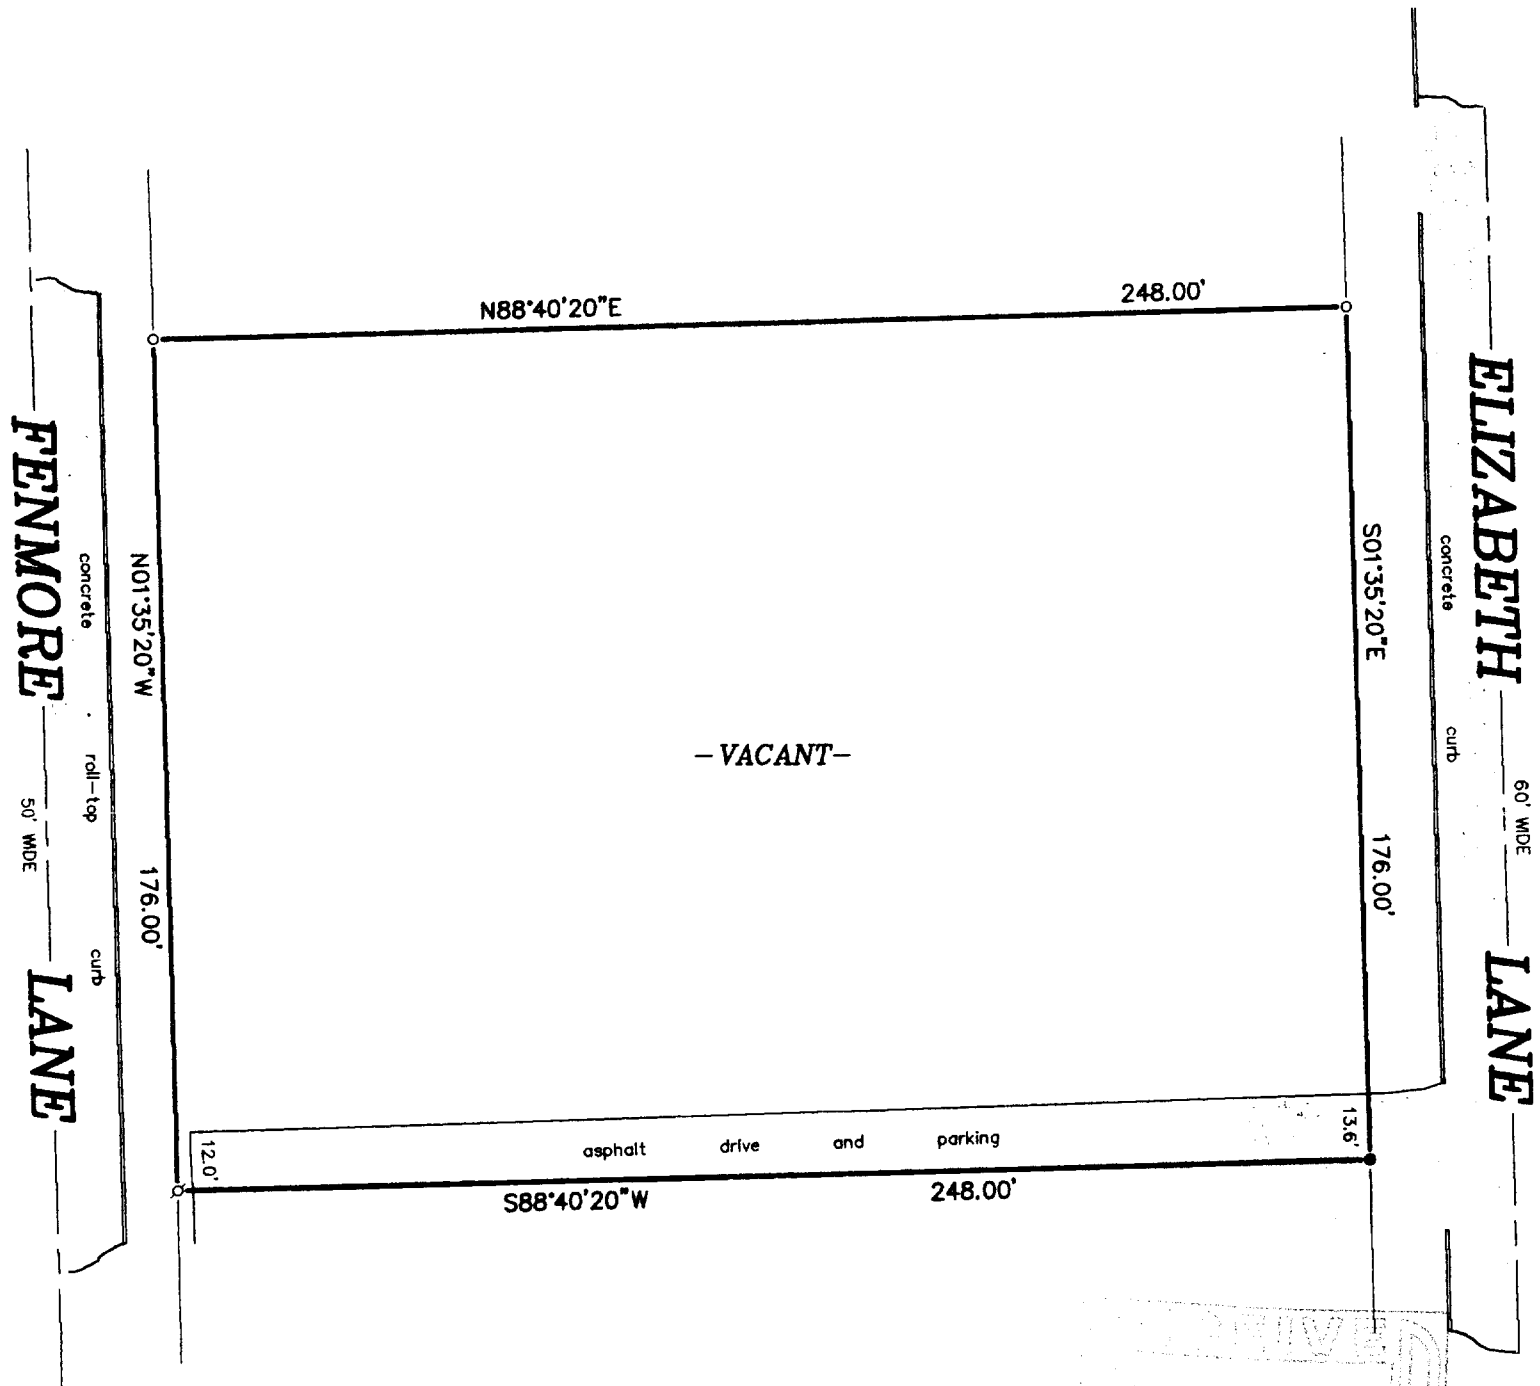 N88°40'20"E 248.00'
FENMORE LANE
50' WIDE
concrete roll-top curb
N01°35'20"W 176.00'
-VACANT-
S01°35'20"E 176.00'
concrete curb
ELIZABETH LANE
60' WIDE
12.0'
asphalt drive and parking
13.6'
S88°40'20"W 248.00'